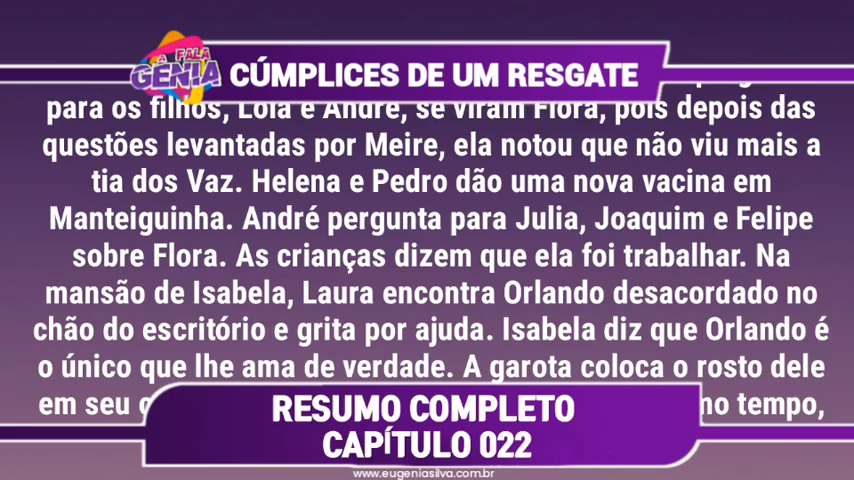 A FALA
GÊNIA
CÚMPLICES DE UM RESGATE
para os filhos, Lola e André, se viram Flora, pois depois das
questões levantadas por Meire, ela notou que não viu mais a
tia dos Vaz. Helena e Pedro dão uma nova vacina em
Manteiguinha. André pergunta para Julia, Joaquim e Felipe
sobre Flora. As crianças dizem que ela foi trabalhar. Na
mansão de Isabela, Laura encontra Orlando desacordado no
chão do escritório e grita por ajuda. Isabela diz que Orlando é
o único que lhe ama de verdade. A garota coloca o rosto dele
em seu tempo,
RESUMO COMPLETO
CAPÍTULO 022
www.eugeniasilva.com.br